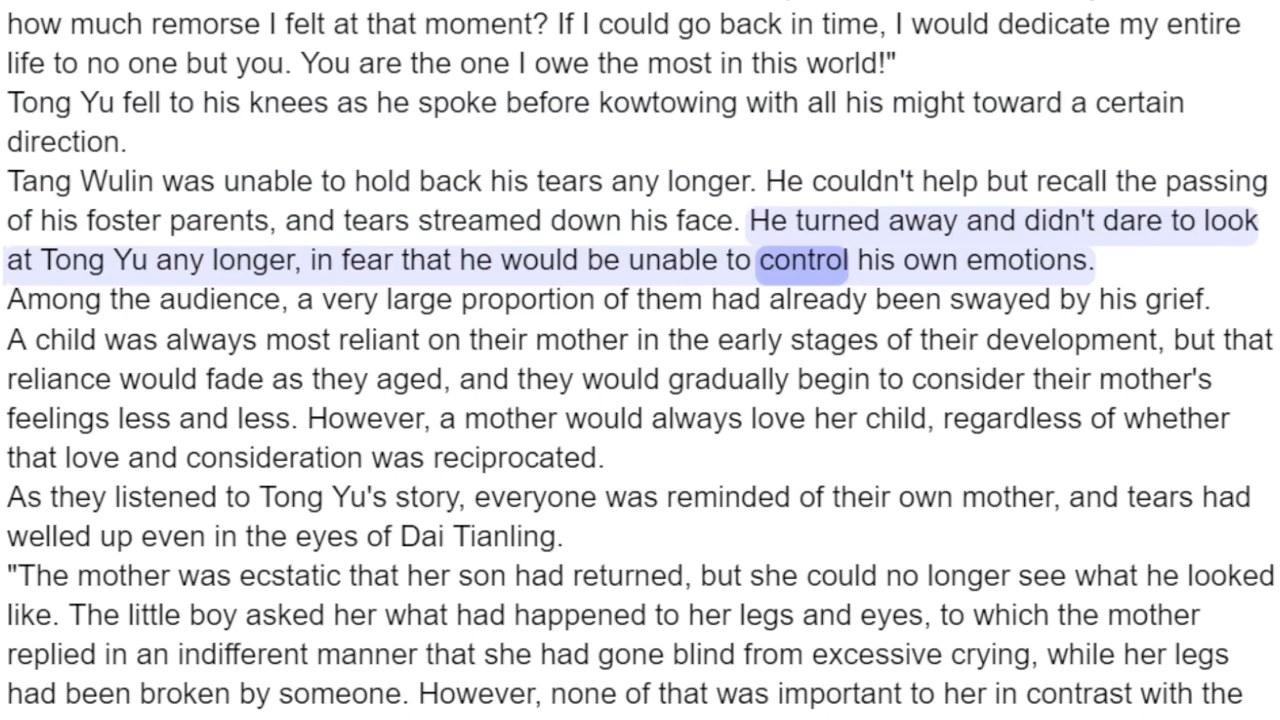 how much remorse I felt at that moment? If I could go back in time, I would dedicate my entire
life to no one but you. You are the one I owe the most in this world!"
Tong Yu fell to his knees as he spoke before kowtowing with all his might toward a certain
direction.
Tang Wulin was unable to hold back his tears any longer. He couldn't help but recall the passing
of his foster parents, and tears streamed down his face. He turned away and didn't dare to look
at Tong Yu any longer, in fear that he would be unable to control his own emotions.
Among the audience, a very large proportion of them had already been swayed by his grief.
A child was always most reliant on their mother in the early stages of their development, but that
reliance would fade as they aged, and they would gradually begin to consider their mother's
feelings less and less. However, a mother would always love her child, regardless of whether
that love and consideration was reciprocated.
As they listened to Tong Yu's story, everyone was reminded of their own mother, and tears had
welled up even in the eyes of Dai Tianling.
"The mother was ecstatic that her son had returned, but she could no longer see what he looked
like. The little boy asked her what had happened to her legs and eyes, to which the mother
replied in an indifferent manner that she had gone blind from excessive crying, while her legs
had been broken by someone. However, none of that was important to her in contrast with the